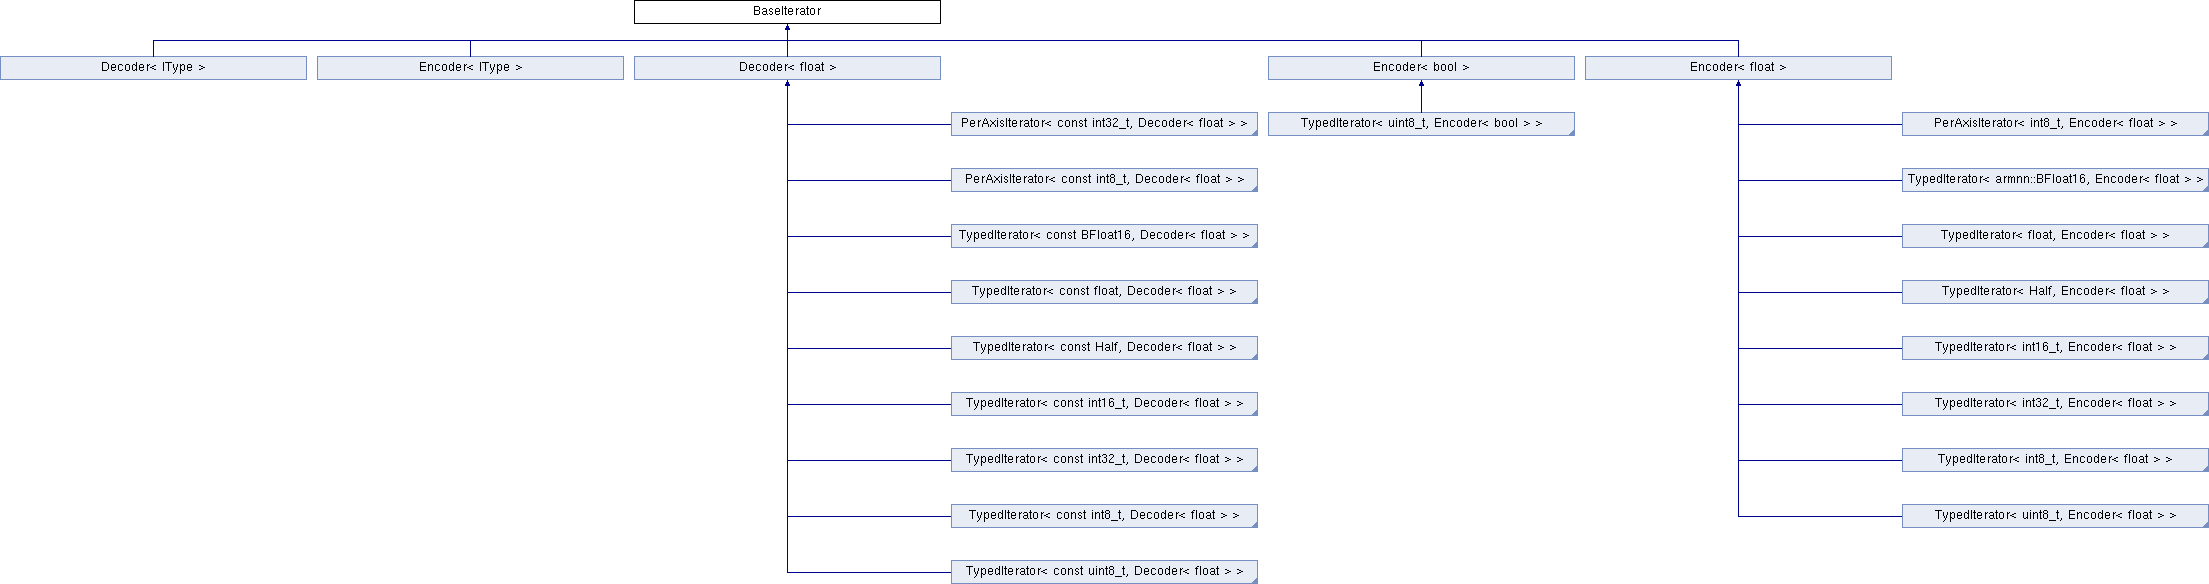 BaseIterator
Decoder< IType >
Encoder< IType >
Decoder< float >
Encoder< bool >
Encoder< float >
PerAxisIterator< const int32_t, Decoder< float > >
TypedIterator< uint8_t, Encoder< bool > >
PerAxisIterator< int8_t, Encoder< float > >
PerAxisIterator< const int8_t, Decoder< float > >
TypedIterator< armnn::BFloat16, Encoder< float > >
TypedIterator< const BFloat16, Decoder< float > >
TypedIterator< float, Encoder< float > >
TypedIterator< const float, Decoder< float > >
TypedIterator< Half, Encoder< float > >
TypedIterator< const Half, Decoder< float > >
TypedIterator< int16_t, Encoder< float > >
TypedIterator< const int16_t, Decoder< float > >
TypedIterator< int32_t, Encoder< float > >
TypedIterator< const int32_t, Decoder< float > >
TypedIterator< int8_t, Encoder< float > >
TypedIterator< const int8_t, Decoder< float > >
TypedIterator< uint8_t, Encoder< float > >
TypedIterator< const uint8_t, Decoder< float > >